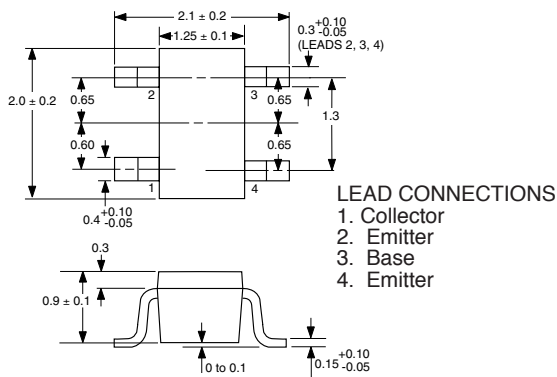 2.1 ± 0.2
1.25 ± 0.1
0.3 +0.10 -0.05
(LEADS 2, 3, 4)
2
3
2.0 ± 0.2
0.65
0.65
1.3
0.60
0.65
1
4
0.4 +0.10 -0.05
LEAD CONNECTIONS
1. Collector
2. Emitter
3. Base
4. Emitter
0.3
0.9 ± 0.1
0 to 0.1
0.15 +0.10 -0.05